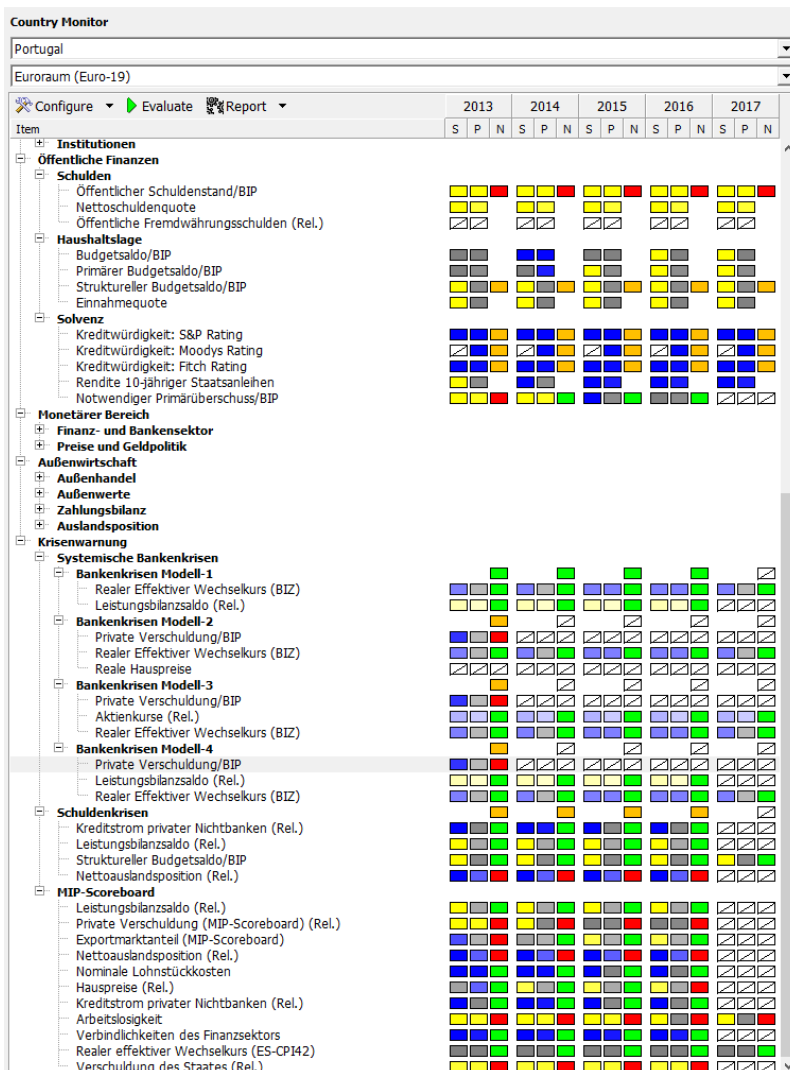 Country Monitor
Portugal
Euroraum (Euro-19)
Configure Evaluate Report 2013 2014 2015 2016 2017
Item S P N S P N S P N S P N S P N
Institutionen
Öffentliche Finanzen
Schulden
Öffentlicher Schuldenstand/BIP
Nettoschuldenquote
Öffentliche Fremdwährungsschulden (Rel.)
Haushaltslage
Budgetsaldo/BIP
Primärer Budgetsaldo/BIP
Struktureller Budgetsaldo/BIP
Einnahmequote
Solvenz
Kreditwürdigkeit: S&P Rating
Kreditwürdigkeit: Moodys Rating
Kreditwürdigkeit: Fitch Rating
Rendite 10-jähriger Staatsanleihen
Notwendiger Primärüberschuss/BIP
Monetärer Bereich
Finanz- und Bankensektor
Preise und Geldpolitik
Außenwirtschaft
Außenhandel
Außenwerte
Zahlungsbilanz
Auslandsposition
Krisenwarnung
Systemische Bankenkrisen
Bankenkrisen Modell-1
Realer Effektiver Wechselkurs (BIZ)
Leistungsbilanzsaldo (Rel.)
Bankenkrisen Modell-2
Private Verschuldung/BIP
Realer Effektiver Wechselkurs (BIZ)
Reale Hauspreise
Bankenkrisen Modell-3
Private Verschuldung/BIP
Aktienkurse (Rel.)
Realer Effektiver Wechselkurs (BIZ)
Bankenkrisen Modell-4
Private Verschuldung/BIP
Leistungsbilanzsaldo (Rel.)
Realer Effektiver Wechselkurs (BIZ)
Schuldenkrisen
Kreditstrom privater Nichtbanken (Rel.)
Leistungsbilanzsaldo (Rel.)
Struktureller Budgetsaldo/BIP
Nettoauslandsposition (Rel.)
MIP-Scoreboard
Leistungsbilanzsaldo (Rel.)
Private Verschuldung (MIP-Scoreboard) (Rel.)
Exportmarktanteil (MIP-Scoreboard)
Nettoauslandsposition (Rel.)
Nominale Lohnstückkosten
Hauspreise (Rel.)
Kreditstrom privater Nichtbanken (Rel.)
Arbeitslosigkeit
Verbindlichkeiten des Finanzsektors
Realer effektiver Wechselkurs (ES-CPI42)
Verschuldung des Staates (Rel.)